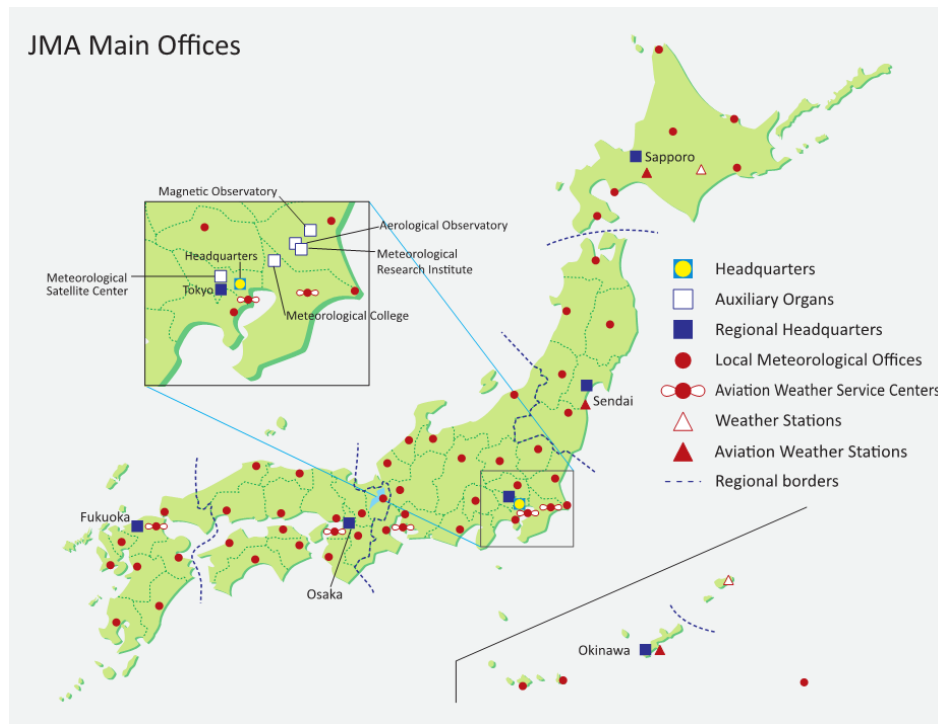 JMA Main Offices
Sapporo
Magnetic Observatory
Aerological Observatory
Headquarters
Meteorological
Research Institute
Meteorological
Satellite Center
Tokyo
Meteorological College
Headquarters
Auxiliary Organs
Regional Headquarters
Local Meteorological Offices
Aviation Weather Service Centers
Weather Stations
Aviation Weather Stations
Regional borders
Sendai
Fukuoka
Osaka
Okinawa